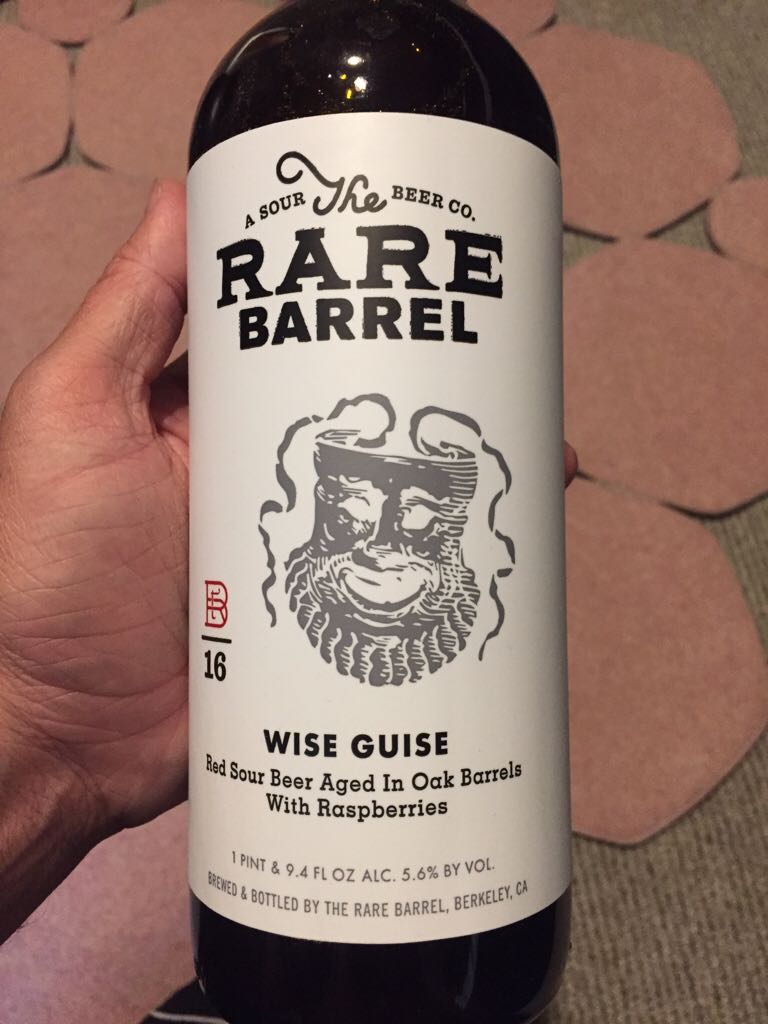 A SOUR The BEER CO.
RARE
BARREL
RB
16
WISE GUISE
Red Sour Beer Aged In Oak Barrels
With Raspberries
1 PINT & 9.4 FL OZ ALC. 5.6% BY VOL.
BREWED & BOTTLED BY THE RARE BARREL, BERKELEY, CA